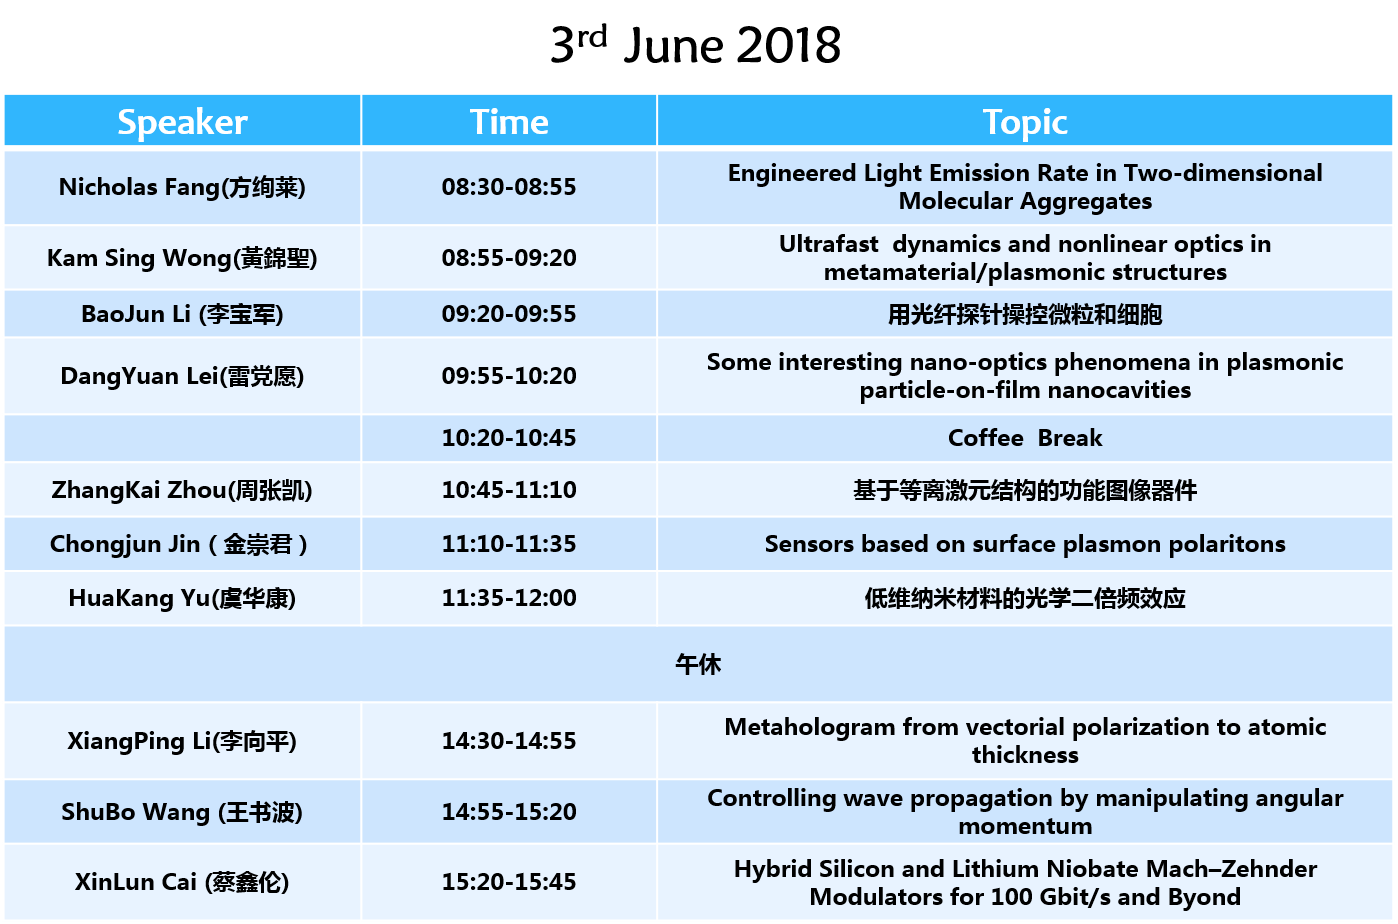 3rd June 2018
Speaker Time Topic
Nicholas Fang(方绚莱) 08:30-08:55 Engineered Light Emission Rate in Two-dimensional
Molecular Aggregates
Kam Sing Wong(黃錦聖) 08:55-09:20 Ultrafast  dynamics and nonlinear optics in
metamaterial/plasmonic structures
BaoJun Li (李宝军) 09:20-09:55 用光纤探针操控微粒和细胞
DangYuan Lei(雷党愿) 09:55-10:20 Some interesting nano-optics phenomena in plasmonic
particle-on-film nanocavities
10:20-10:45 Coffee  Break
ZhangKai Zhou(周张凯) 10:45-11:10 基于等离激元结构的功能图像器件
Chongjun Jin（金崇君） 11:10-11:35 Sensors based on surface plasmon polaritons
HuaKang Yu(虞华康) 11:35-12:00 低维纳米材料的光学二倍频效应
午休
XiangPing Li(李向平) 14:30-14:55 Metahologram from vectorial polarization to atomic
thickness
ShuBo Wang (王书波) 14:55-15:20 Controlling wave propagation by manipulating angular
momentum
XinLun Cai (蔡鑫伦) 15:20-15:45 Hybrid Silicon and Lithium Niobate Mach–Zehnder
Modulators for 100 Gbit/s and Byond